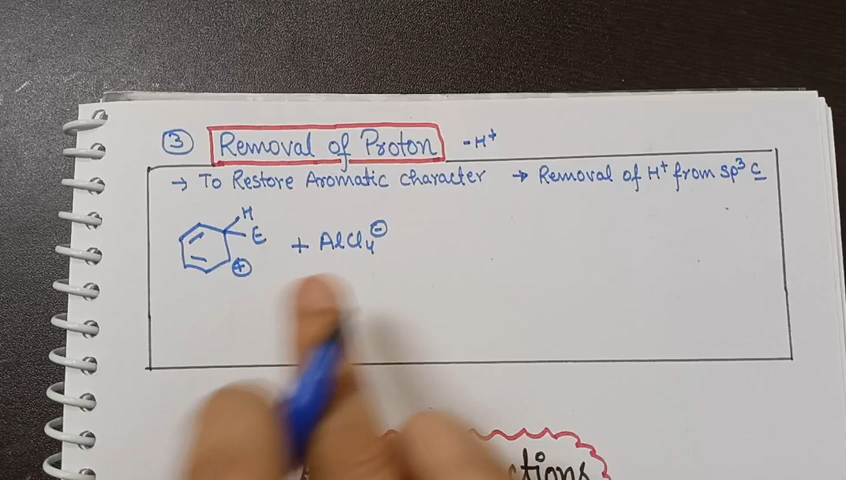 ③ Removal of Proton -H⁺
→ To Restore Aromatic character → Removal of H⁺ from sp³ C
H
E
⊕
+ AlCl₄⊖